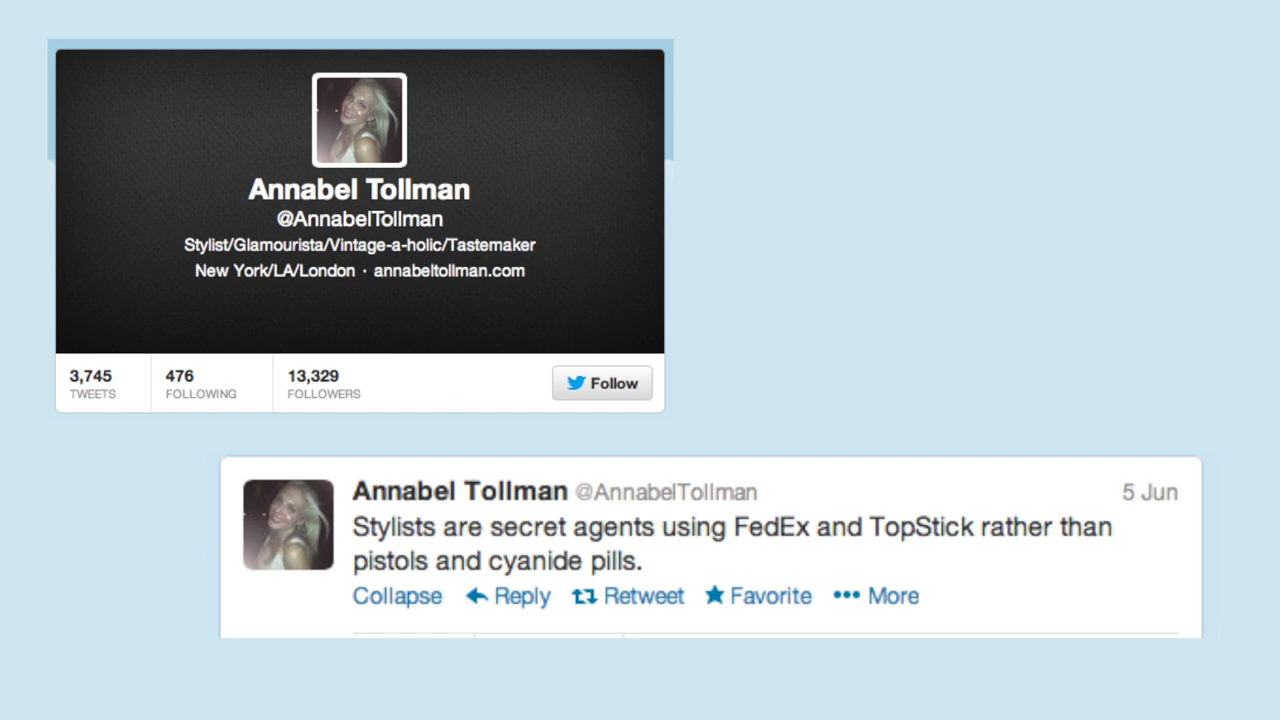 Annabel Tollman
@AnnabelTollman
Stylist/Glamourista/Vintage-a-holic/Tastemaker
New York/LA/London · annabeltollman.com
3,745 476 13,329
TWEETS FOLLOWING FOLLOWERS
Follow
Annabel Tollman @AnnabelTollman 5 Jun
Stylists are secret agents using FedEx and TopStick rather than
pistols and cyanide pills.
Collapse Reply Retweet Favorite ••• More